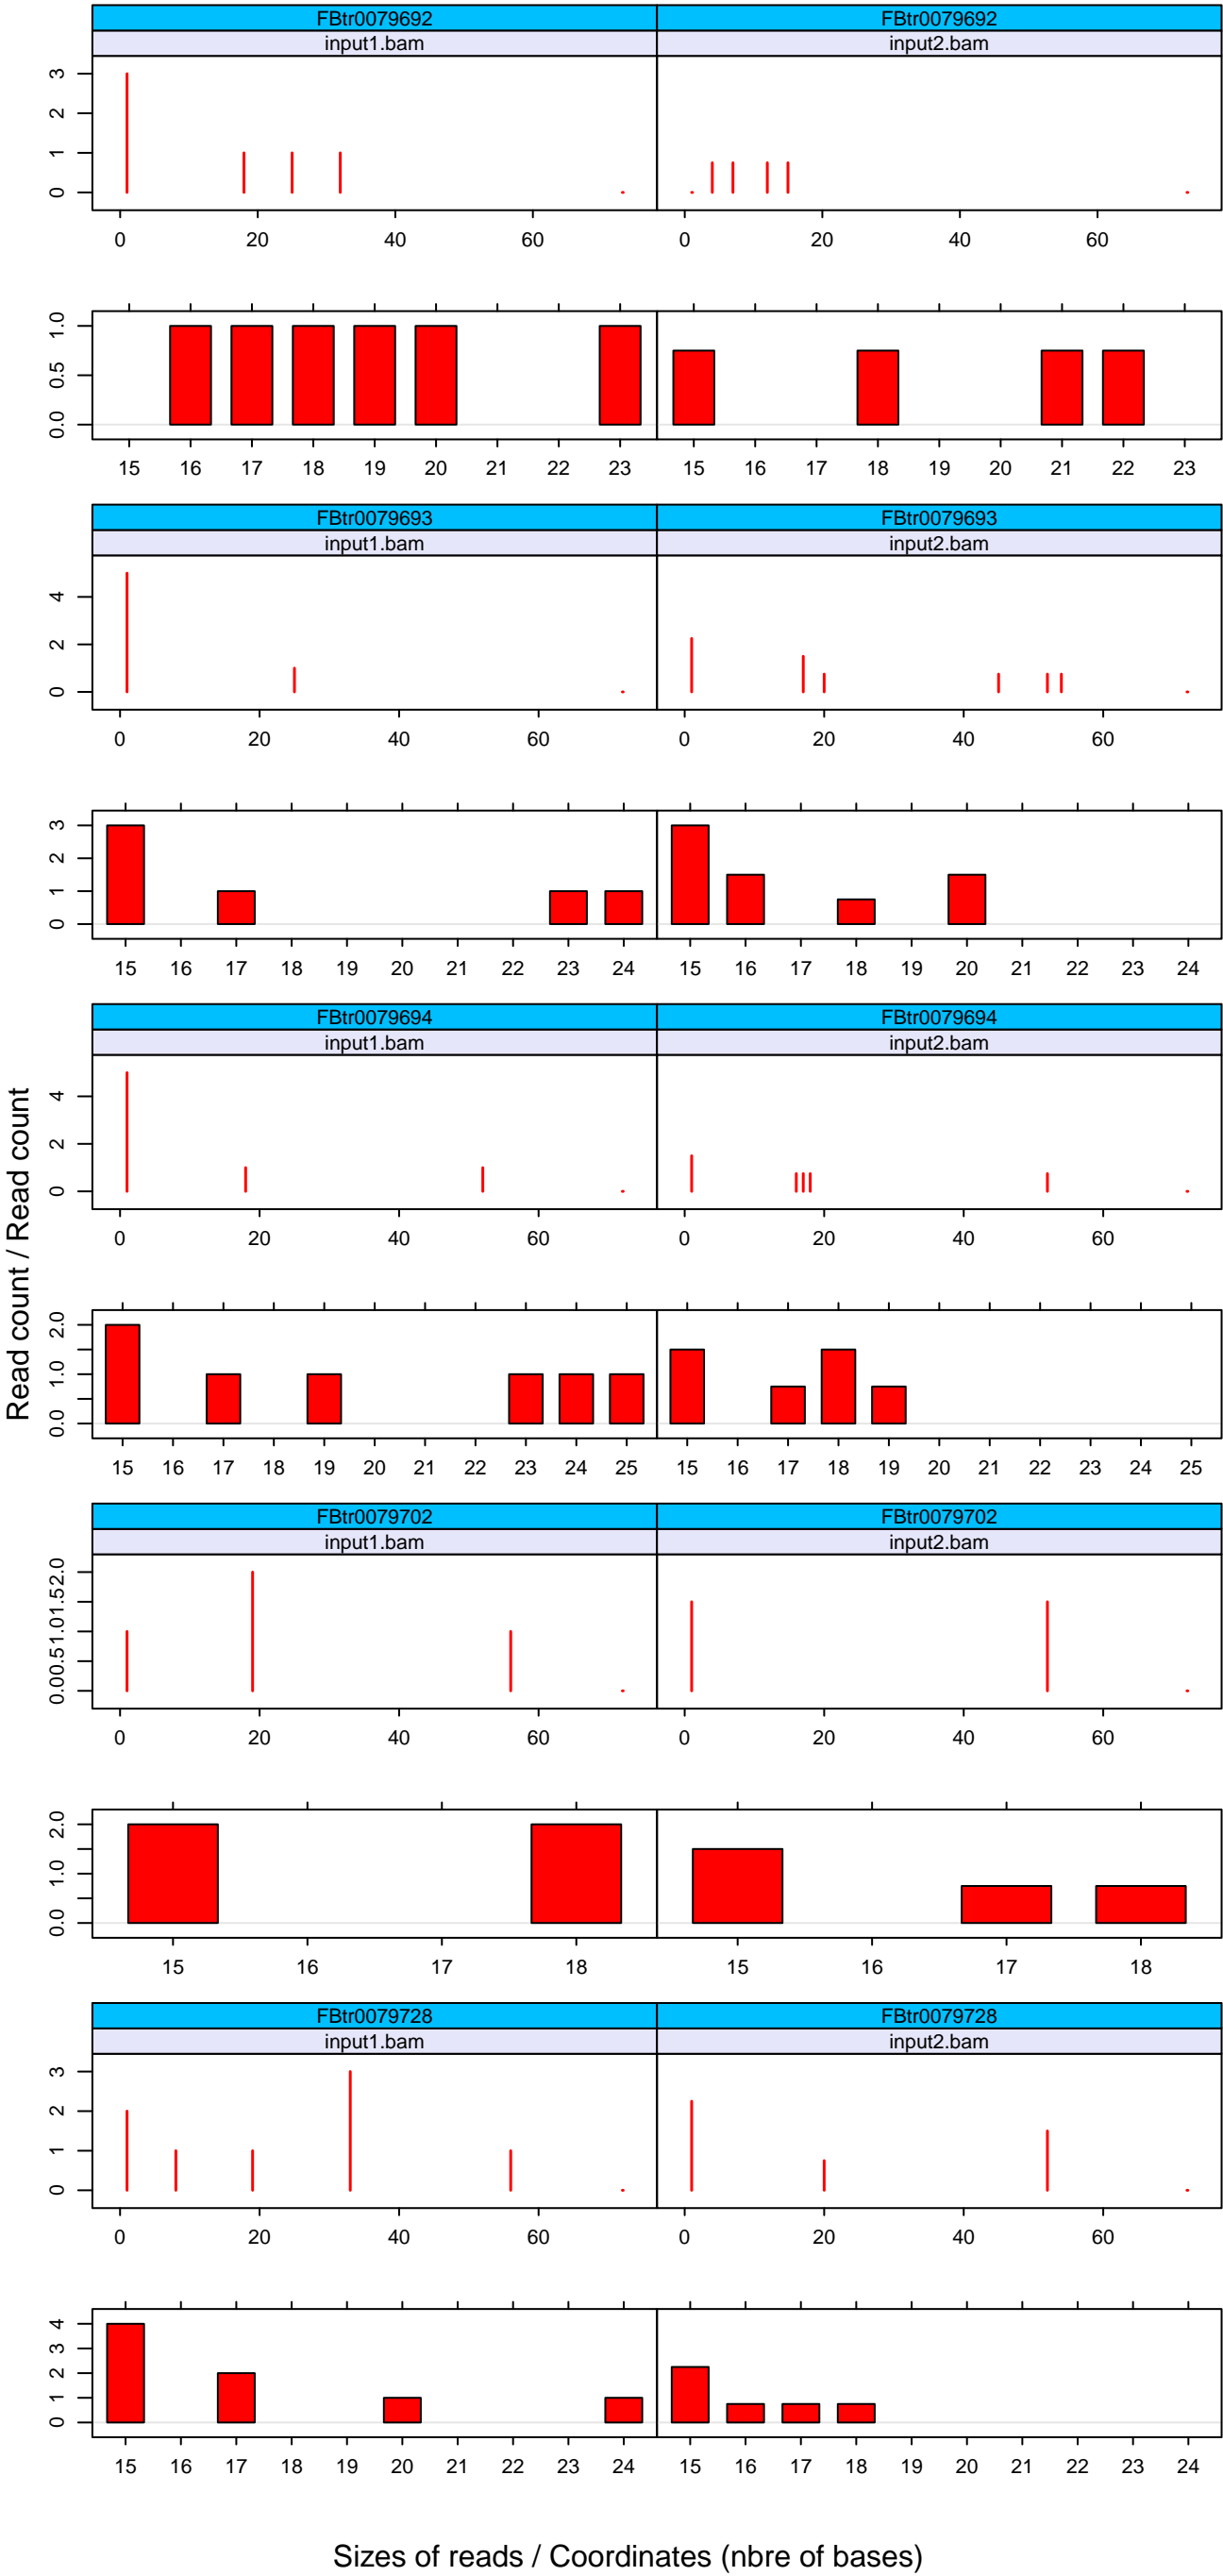 FBtr0079692 FBtr0079692
input1.bam input2.bam
0 1 2 3
0 20 40 60 0 20 40 60
0.0 0.5 1.0
15 16 17 18 19 20 21 22 23 15 16 17 18 19 20 21 22 23
FBtr0079693 FBtr0079693
input1.bam input2.bam
0 2 4
0 20 40 60 0 20 40 60
0 1 2 3
15 16 17 18 19 20 21 22 23 24 15 16 17 18 19 20 21 22 23 24
FBtr0079694 FBtr0079694
input1.bam input2.bam
0 2 4
0 20 40 60 0 20 40 60
Read count / Read count
0.0 1.0 2.0
15 16 17 18 19 20 21 22 23 24 25 15 16 17 18 19 20 21 22 23 24 25
FBtr0079702 FBtr0079702
input1.bam input2.bam
0.0 0.5 1.0 1.5 2.0
0 20 40 60 0 20 40 60
0.0 1.0 2.0
15 16 17 18 15 16 17 18
FBtr0079728 FBtr0079728
input1.bam input2.bam
0 1 2 3
0 20 40 60 0 20 40 60
0 1 2 3 4
15 16 17 18 19 20 21 22 23 24 15 16 17 18 19 20 21 22 23 24
Sizes of reads / Coordinates (nbre of bases)